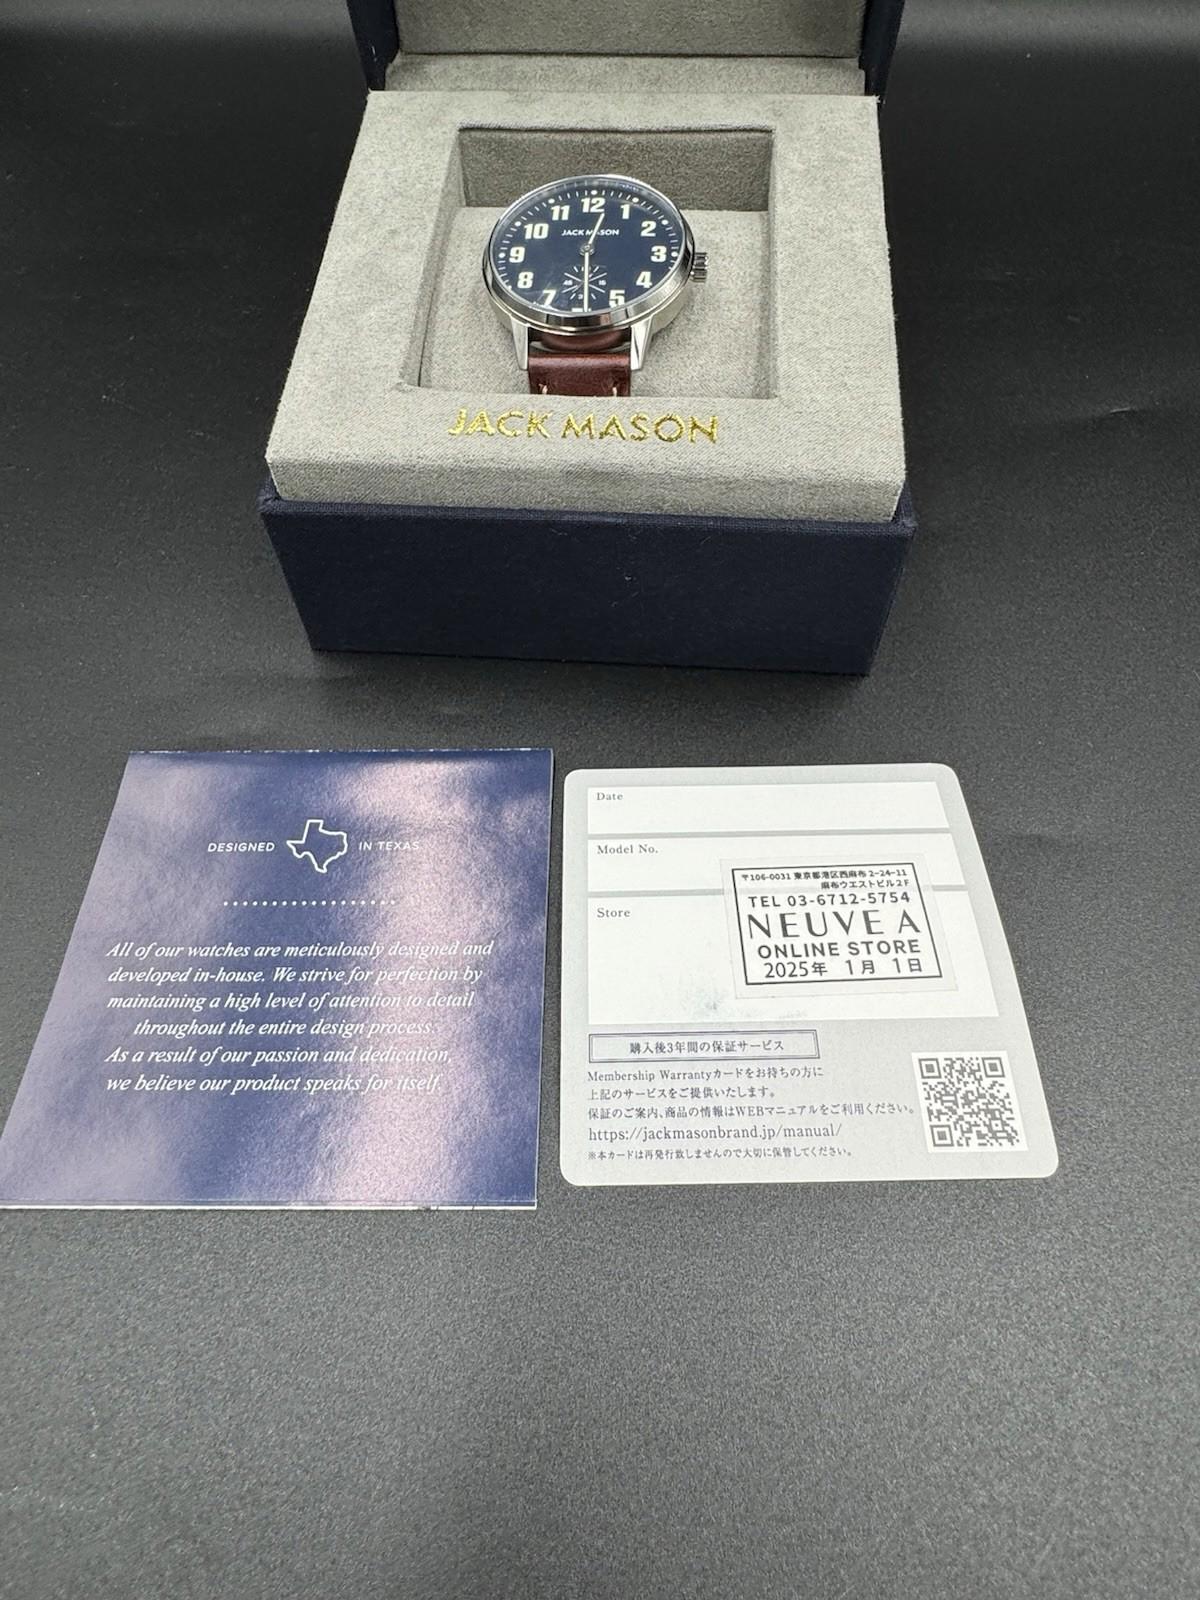 12
11
1
10
2
JACK MASON
9
3
8
4
45
15
7
5
JACK MASON
DESIGNED
IN TEXAS
All of our watches are meticulously designed and
developed in-house. We strive for perfection by
maintaining a high level of attention to detail
throughout the entire design process.
As a result of our passion and dedication,
we believe our product speaks for itself.
Date
Model No.
Store
〒106-0031 東京都港区西麻布2-24-11
麻布ウエストビル2F
TEL 03-6712-5754
NEUVE A
ONLINE STORE
2025年 1月 1日
購入後3年間の保証サービス
Membership Warrantyカードをお持ちの方に
上記のサービスをご提供いたします。
保証のご案内、商品の情報はWEBマニュアルをご利用ください。
https://jackmasonbrand.jp/manual/
※本カードは再発行致しませんので大切に保管してください。